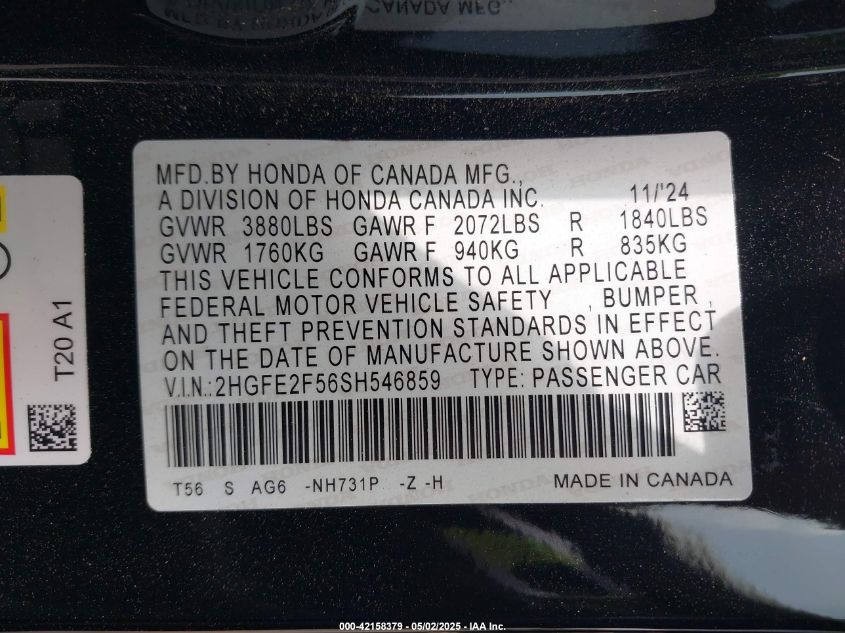 CANADA MFG.,
MFD.BY HONDA OF CANADA MFG.,
A DIVISION OF HONDA CANADA INC. 11/'24
GVWR 3880LBS GAWR F 2072LBS R 1840LBS
GVWR 1760KG GAWR F 940KG R 835KG
THIS VEHICLE CONFORMS TO ALL APPLICABLE
FEDERAL MOTOR VEHICLE SAFETY , BUMPER ,
AND THEFT PREVENTION STANDARDS IN EFFECT
ON THE DATE OF MANUFACTURE SHOWN ABOVE.
V.I.N.:2HGFE2F56SH546859 TYPE: PASSENGER CAR
T56 S AG6 -NH731P -Z -H MADE IN CANADA
T20 A1
000-42158379 - 05/02/2025 - IAA Inc.